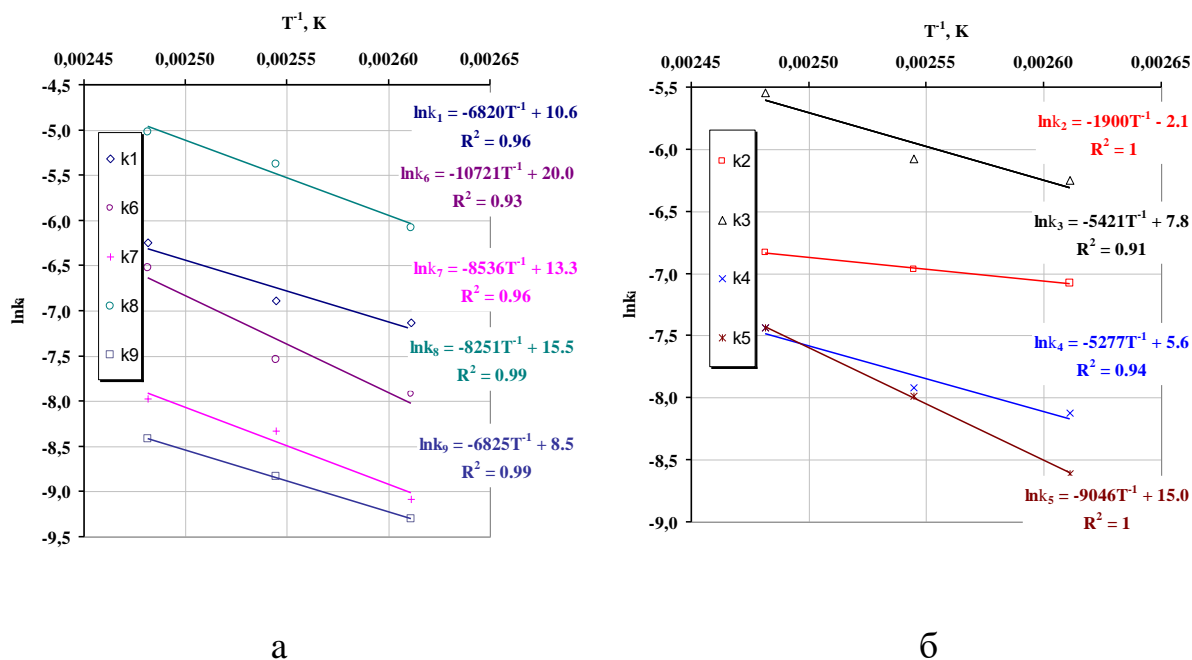 T⁻¹, K
0,00245 0,00250 0,00255 0,00260 0,00265
-4,5
-5,0
-5,5
-6,0
-6,5
-7,0
-7,5
-8,0
-8,5
-9,0
-9,5
lnkᵢ
k1
k6
k7
k8
k9
lnk₁ = -6820T⁻¹ + 10.6
R² = 0.96
lnk₆ = -10721T⁻¹ + 20.0
R² = 0.93
lnk₇ = -8536T⁻¹ + 13.3
R² = 0.96
lnk₈ = -8251T⁻¹ + 15.5
R² = 0.99
lnk₉ = -6825T⁻¹ + 8.5
R² = 0.99
а
T⁻¹, K
0,00245 0,00250 0,00255 0,00260 0,00265
-5,5
-6,0
-6,5
-7,0
-7,5
-8,0
-8,5
-9,0
lnkᵢ
k2
k3
k4
k5
lnk₂ = -1900T⁻¹ - 2.1
R² = 1
lnk₃ = -5421T⁻¹ + 7.8
R² = 0.91
lnk₄ = -5277T⁻¹ + 5.6
R² = 0.94
lnk₅ = -9046T⁻¹ + 15.0
R² = 1
б